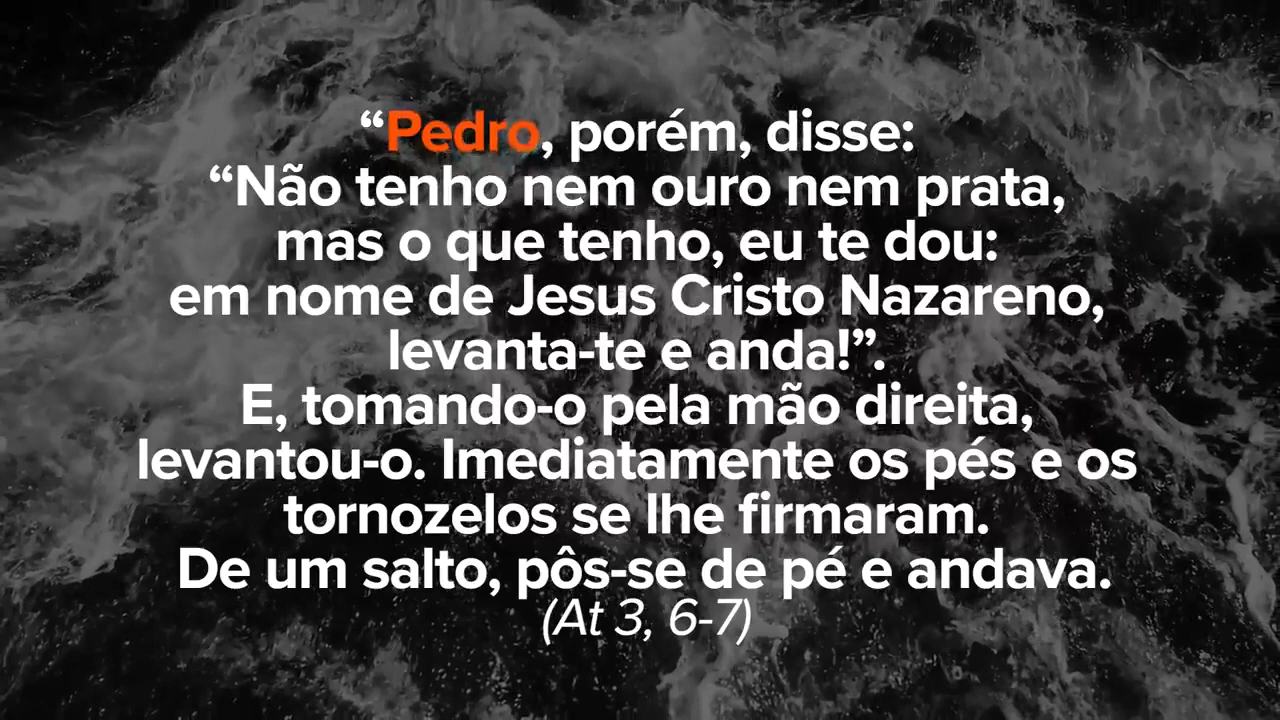 “Pedro, porém, disse:
“Não tenho nem ouro nem prata,
mas o que tenho, eu te dou:
em nome de Jesus Cristo Nazareno,
levanta-te e anda!”.
E, tomando-o pela mão direita,
levantou-o. Imediatamente os pés e os
tornozelos se lhe firmaram.
De um salto, pôs-se de pé e andava.
(At 3, 6-7)